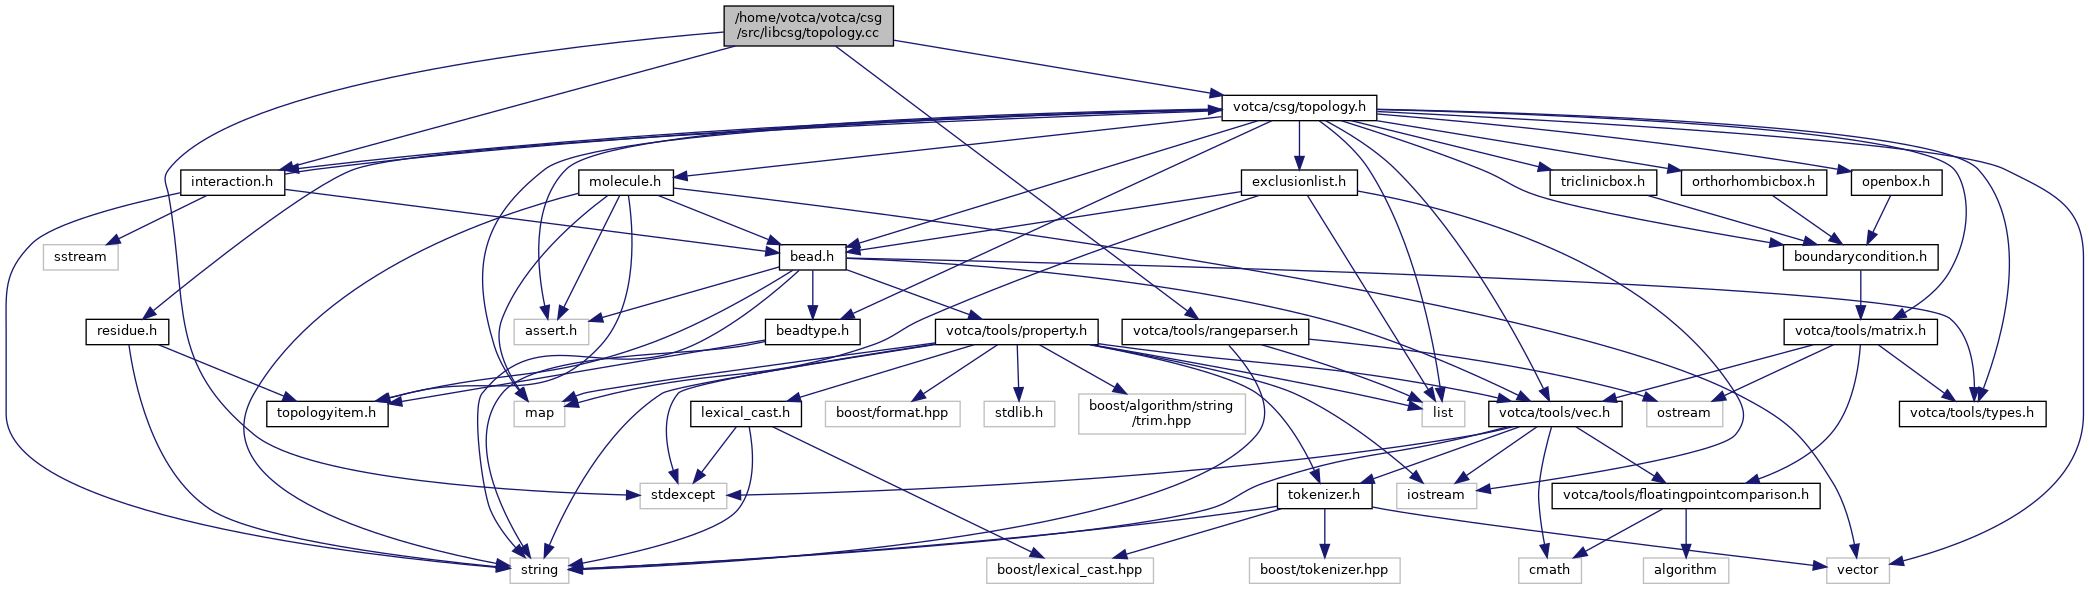 /home/votca/votca/csg
/src/libcsg/topology.cc
votca/csg/topology.h
interaction.h
molecule.h
exclusionlist.h
triclinicbox.h
orthorhombicbox.h
openbox.h
sstream
bead.h
boundarycondition.h
residue.h
assert.h
beadtype.h
votca/tools/property.h
votca/tools/rangeparser.h
votca/tools/matrix.h
topologyitem.h
map
lexical_cast.h
boost/format.hpp
stdlib.h
boost/algorithm/string
/trim.hpp
list
votca/tools/vec.h
ostream
votca/tools/types.h
stdexcept
tokenizer.h
iostream
votca/tools/floatingpointcomparison.h
string
boost/lexical_cast.hpp
boost/tokenizer.hpp
cmath
algorithm
vector